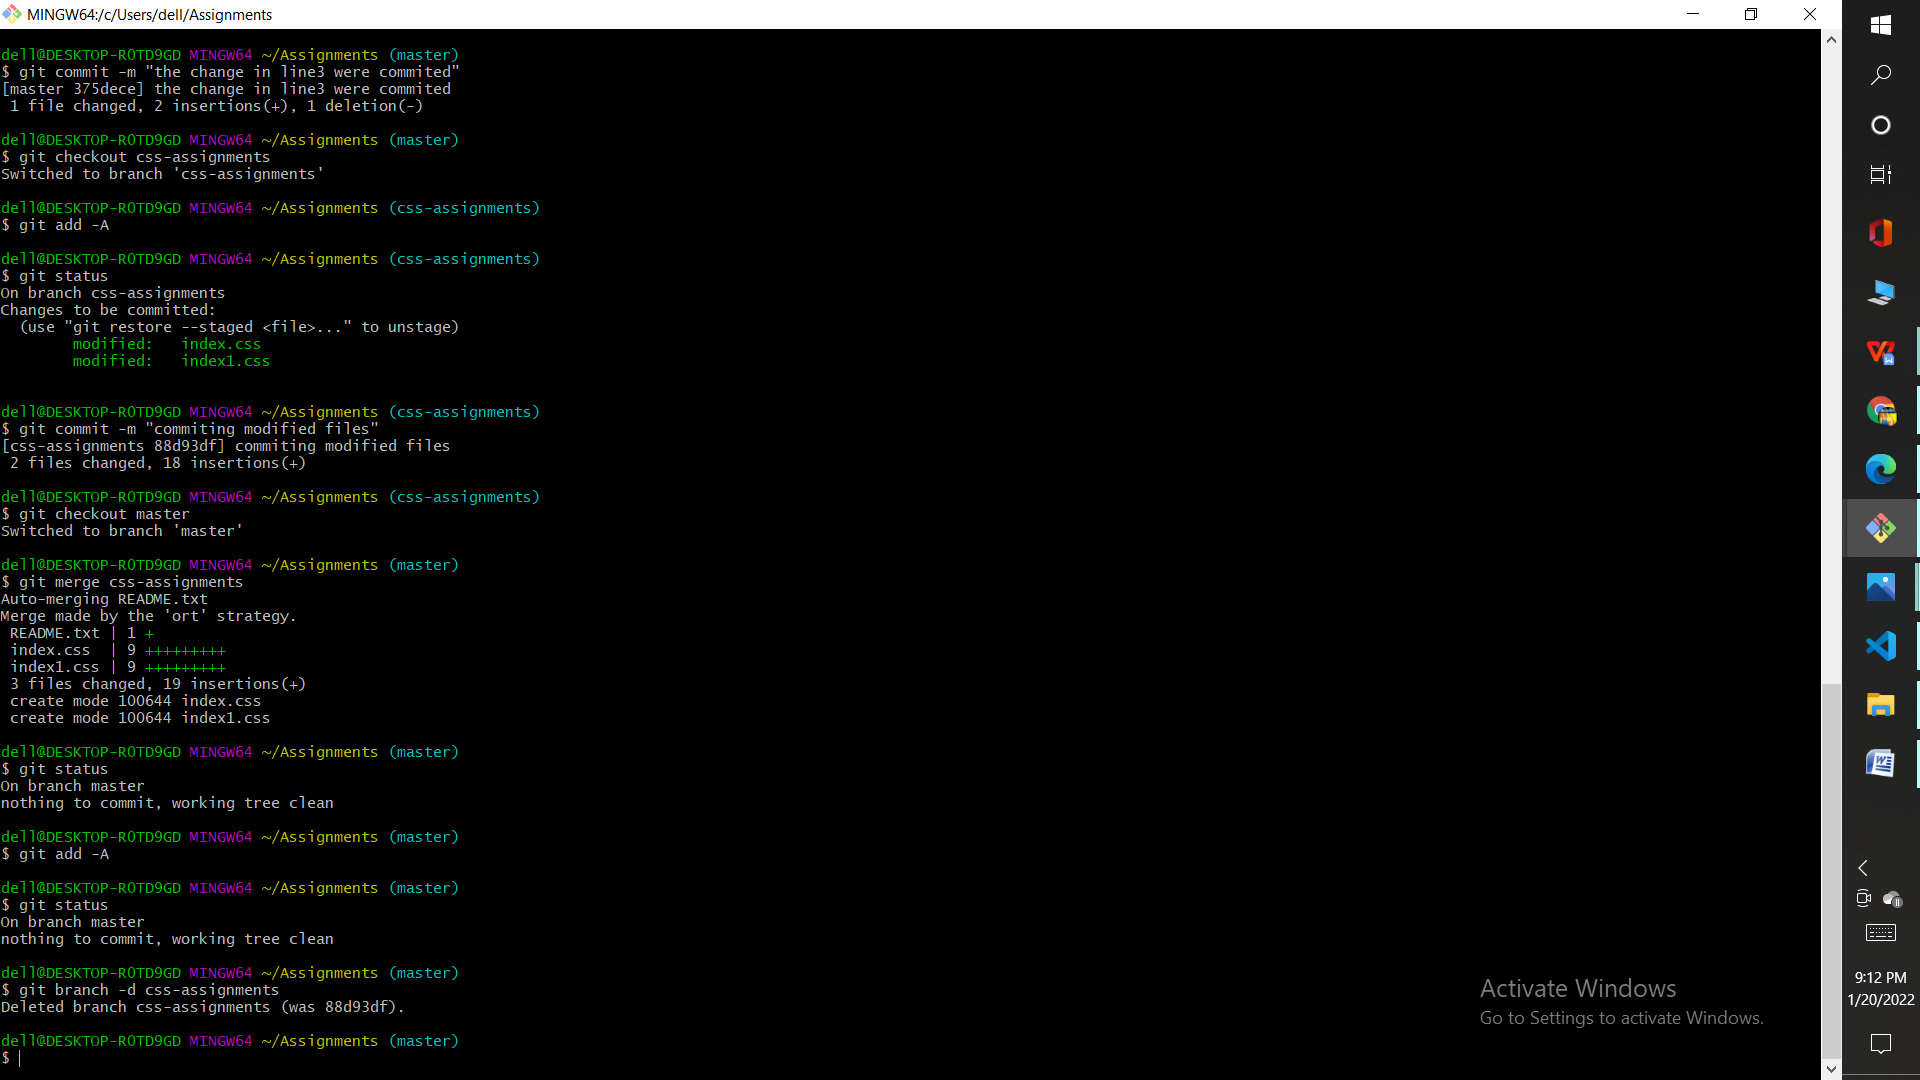 MINGW64:/c/Users/dell/Assignments
dell@DESKTOP-R0TD9GD MINGW64 ~/Assignments (master)
$ git commit -m "the change in line3 were commited"
[master 375dece] the change in line3 were commited
 1 file changed, 2 insertions(+), 1 deletion(-)
dell@DESKTOP-R0TD9GD MINGW64 ~/Assignments (master)
$ git checkout css-assignments
Switched to branch 'css-assignments'
dell@DESKTOP-R0TD9GD MINGW64 ~/Assignments (css-assignments)
$ git add -A
dell@DESKTOP-R0TD9GD MINGW64 ~/Assignments (css-assignments)
$ git status
On branch css-assignments
Changes to be committed:
  (use "git restore --staged <file>..." to unstage)
        modified:   index.css
        modified:   index1.css
dell@DESKTOP-R0TD9GD MINGW64 ~/Assignments (css-assignments)
$ git commit -m "commiting modified files"
[css-assignments 88d93df] commiting modified files
 2 files changed, 18 insertions(+)
dell@DESKTOP-R0TD9GD MINGW64 ~/Assignments (css-assignments)
$ git checkout master
Switched to branch 'master'
dell@DESKTOP-R0TD9GD MINGW64 ~/Assignments (master)
$ git merge css-assignments
Auto-merging README.txt
Merge made by the 'ort' strategy.
 README.txt | 1 +
 index.css  | 9 +++++++++
 index1.css | 9 +++++++++
 3 files changed, 19 insertions(+)
 create mode 100644 index.css
 create mode 100644 index1.css
dell@DESKTOP-R0TD9GD MINGW64 ~/Assignments (master)
$ git status
On branch master
nothing to commit, working tree clean
dell@DESKTOP-R0TD9GD MINGW64 ~/Assignments (master)
$ git add -A
dell@DESKTOP-R0TD9GD MINGW64 ~/Assignments (master)
$ git status
On branch master
nothing to commit, working tree clean
dell@DESKTOP-R0TD9GD MINGW64 ~/Assignments (master)
$ git branch -d css-assignments
Deleted branch css-assignments (was 88d93df).
dell@DESKTOP-R0TD9GD MINGW64 ~/Assignments (master)
$
Activate Windows
Go to Settings to activate Windows.
9:12 PM
1/20/2022